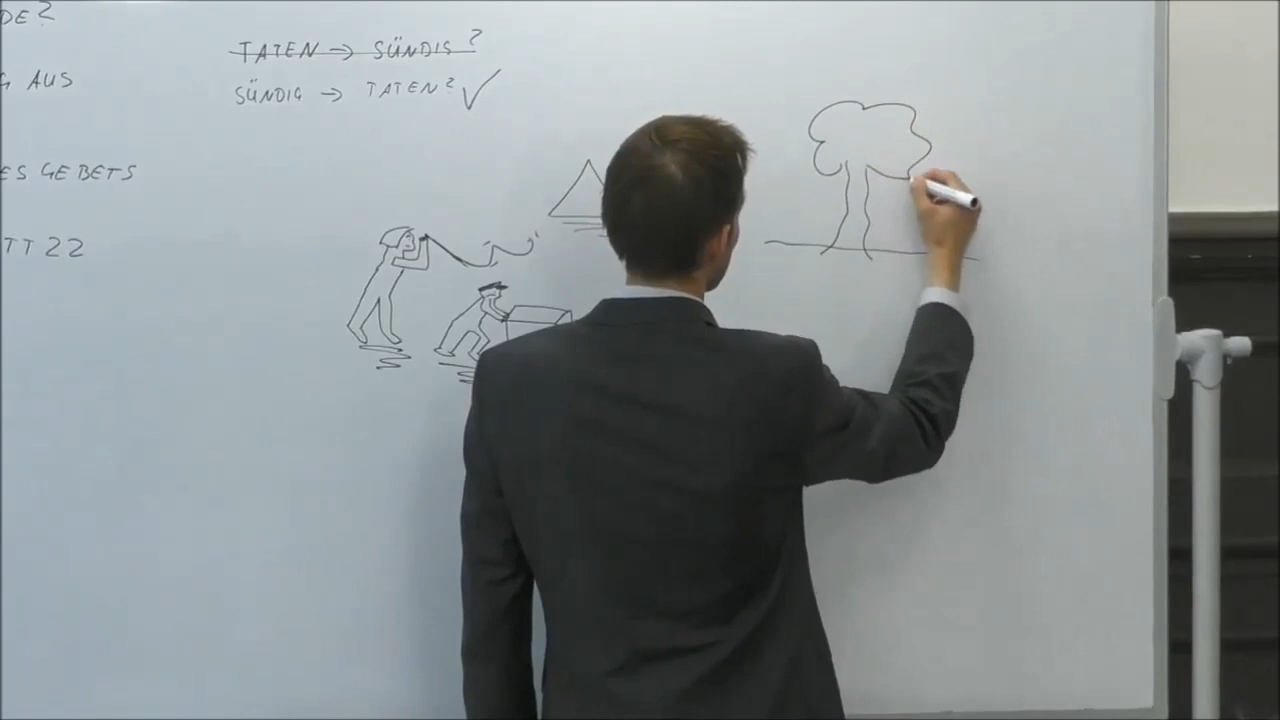 DE?
G AUS
ES GEBETS
TT 22
TATEN → SÜNDIG?
SÜNDIG → TATEN? ✓